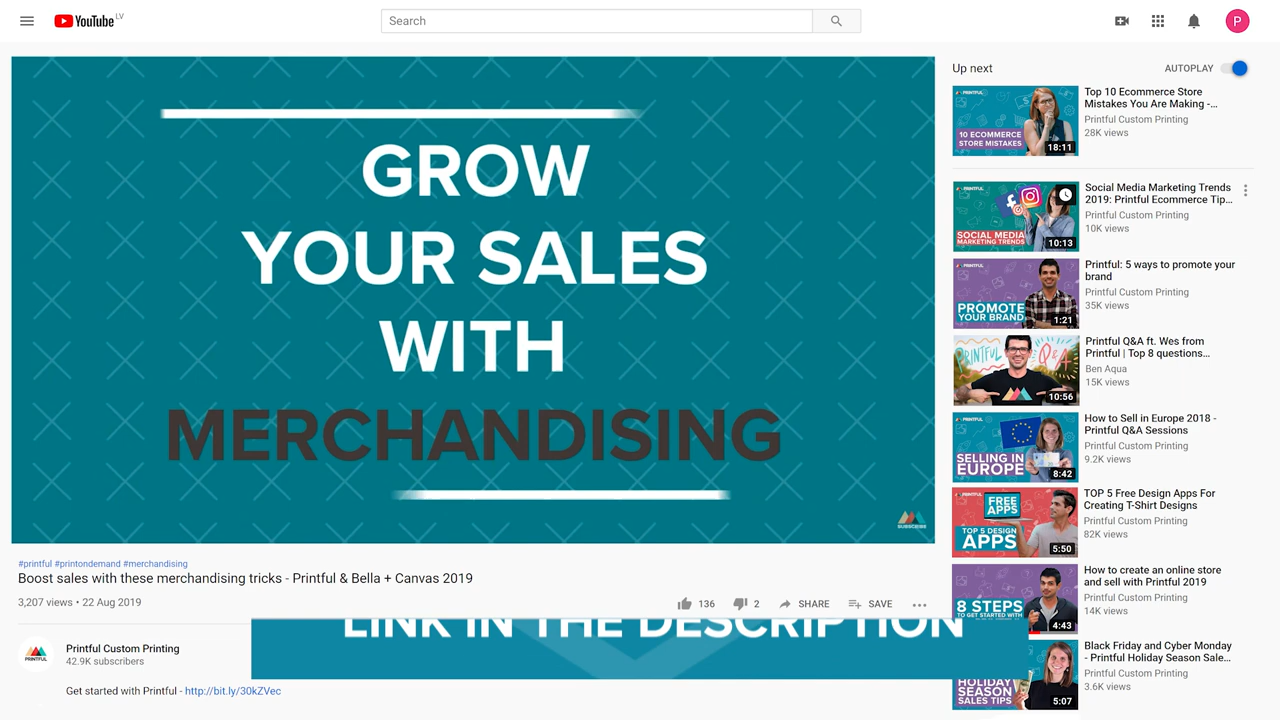 YouTube LV
Search
P
GROW
YOUR SALES
WITH
MERCHANDISING
SUBSCRIBE
#printful #printondemand #merchandising
Boost sales with these merchandising tricks - Printful & Bella + Canvas 2019
3,207 views • 22 Aug 2019
136
2
SHARE
SAVE
LINK IN THE DESCRIPTION
PRINTFUL
Printful Custom Printing
42.9K subscribers
Get started with Printful - http://bit.ly/30kZVec
Up next
AUTOPLAY
PRINTFUL
10 ECOMMERCE
STORE MISTAKES
18:11
Top 10 Ecommerce Store
Mistakes You Are Making -...
Printful Custom Printing
28K views
PRINTFUL
SOCIAL MEDIA
MARKETING TRENDS
10:13
Social Media Marketing Trends
2019: Printful Ecommerce Tip...
Printful Custom Printing
10K views
PRINTFUL
PROMOTE
YOUR BRAND
1:21
Printful: 5 ways to promote your
brand
Printful Custom Printing
35K views
PRINTFUL Q&A
10:56
Printful Q&A ft. Wes from
Printful | Top 8 questions...
Ben Aqua
15K views
PRINTFUL
SELLING IN
EUROPE
8:42
How to Sell in Europe 2018 -
Printful Q&A Sessions
Printful Custom Printing
9.2K views
PRINTFUL
FREE
APPS
TOP 5 DESIGN
APPS
5:50
TOP 5 Free Design Apps For
Creating T-Shirt Designs
Printful Custom Printing
82K views
8 STEPS
TO GET STARTED WITH
4:43
How to create an online store
and sell with Printful 2019
Printful Custom Printing
14K views
HOLIDAY
SEASON
SALES TIPS
5:07
Black Friday and Cyber Monday
- Printful Holiday Season Sale...
Printful Custom Printing
3.6K views